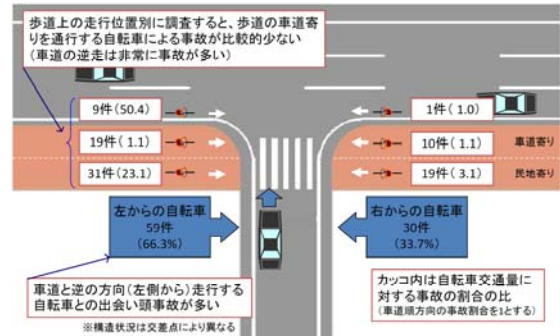 歩道上の走行位置別に調査すると、歩道の車道寄
りを通行する自転車による事故が比較的少ない
(車道の逆走は非常に事故が多い)
9件(50.4)
1件( 1.0)
19件( 1.1)
10件( 1.1)
車道寄り
31件(23.1)
19件( 3.1)
民地寄り
左からの自転車
59件
(66.3%)
右からの自転車
30件
(33.7%)
車道と逆の方向(左側から)走行する
自転車との出会い頭事故が多い
カッコ内は自転車交通量に
対する事故の割合の比
(車道順方向の事故割合を1とする)
※構造状況は交差点により異なる